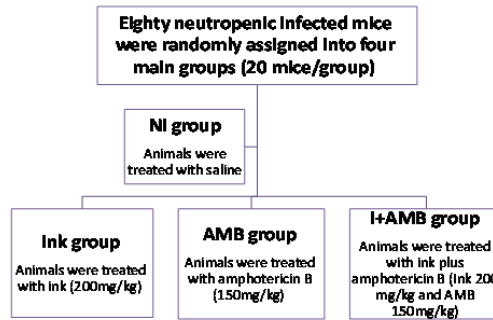 Eighty neutropenic infected mice
were randomly assigned into four
main groups (20 mice/group)
NI group
Animals were
treated with saline
Ink group
Animals were treated
with ink (200mg/kg)
AMB group
Animals were treated
with amphotericin B
(150mg/kg)
I+AMB group
Animals were treated
with ink plus
amphotericin B (Ink 200
mg/kg and AMB
150mg/kg)